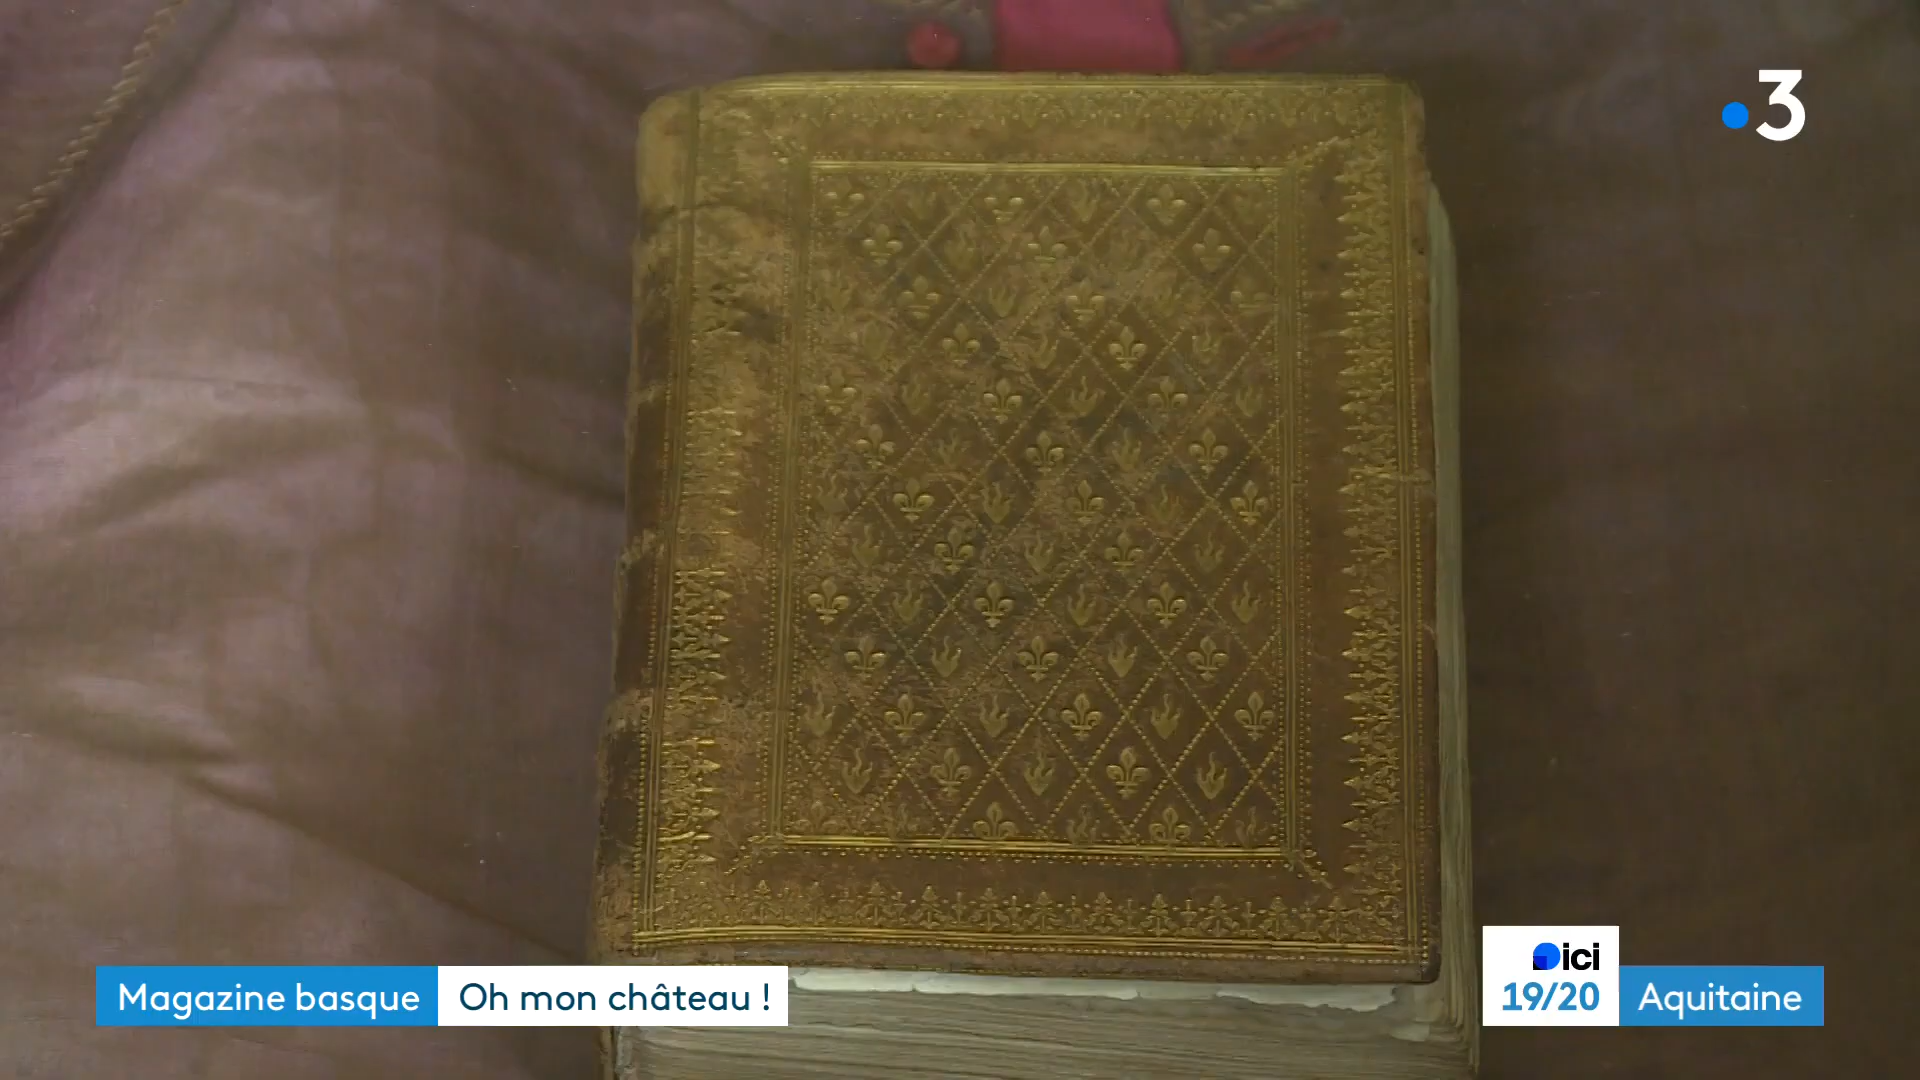 3
Magazine basque
Oh mon château !
ici
19/20
Aquitaine